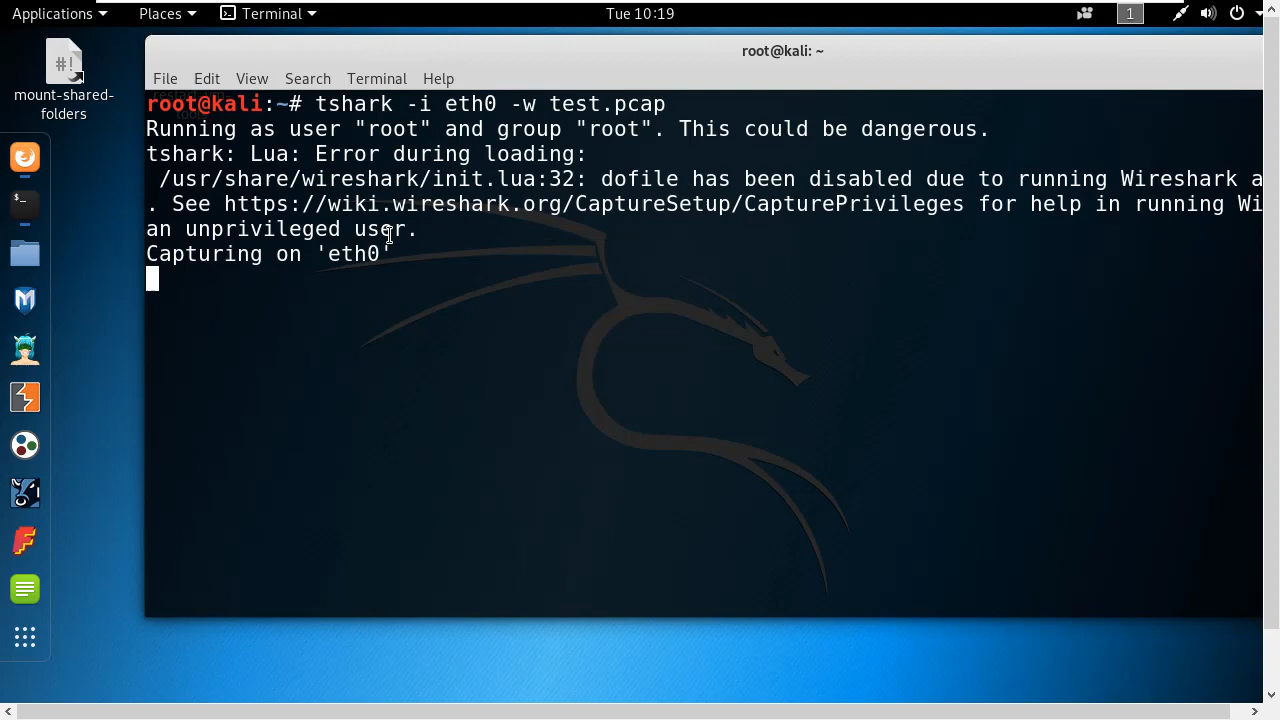 Applications Places Terminal Tue 10:19 1
mount-shared-
folders
root@kali: ~
File Edit View Search Terminal Help
root@kali:~# tshark -i eth0 -w test.pcap
Running as user "root" and group "root". This could be dangerous.
tshark: Lua: Error during loading:
/usr/share/wireshark/init.lua:32: dofile has been disabled due to running Wireshark a
. See https://wiki.wireshark.org/CaptureSetup/CapturePrivileges for help in running Wi
an unprivileged user.
Capturing on 'eth0'